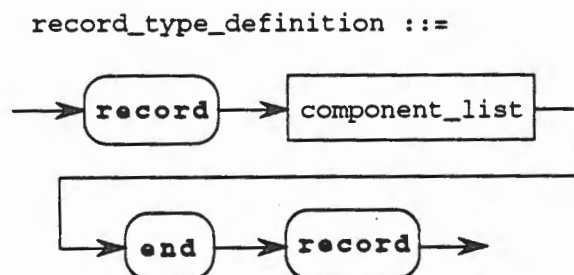 record_type_definition ::=
record component_list
end record